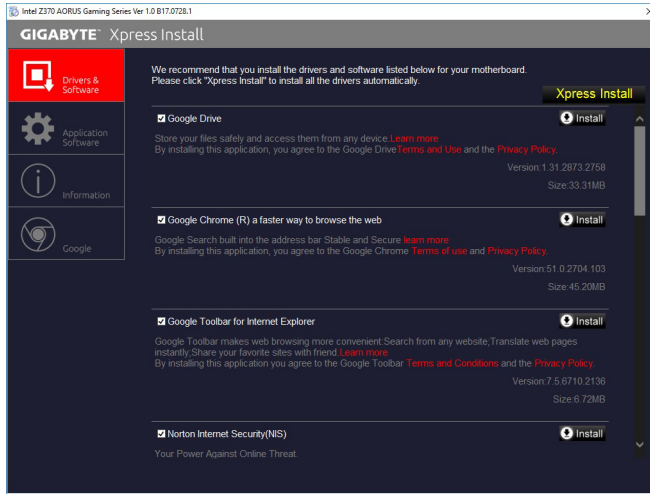 Intel Z370 AORUS Gaming Series Ver 1.0 B17.0728.1
GIGABYTE™ Xpress Install
Drivers &
Software
Application
Software
Information
Google
We recommend that you install the drivers and software listed below for your motherboard.
Please click "Xpress Install" to install all the drivers automatically.
Xpress Install
Google Drive
Install
Store your files safely and access them from any device.Learn more
By installing this application, you agree to the Google DriveTerms and Use and the Privacy Policy.
Version:1.31.2873.2758
Size:33.31MB
Google Chrome (R) a faster way to browse the web
Install
Google Search built into the address bar Stable and Secure learn more
By installing this application, you agree to the Google Chrome Terms of use and Privacy Policy.
Version:51.0.2704.103
Size:45.20MB
Google Toolbar for Internet Explorer
Install
Google Toolbar makes web browsing more convenient.Search from any website,Translate web pages
instantly,Share your favorite sites with friend.Learn more
By installing this application you agree to the Google Toolbar Terms and Conditions and the Privacy Policy.
Version:7.5.6710.2136
Size:6.72MB
Norton Internet Security(NIS)
Install
Your Power Against Online Threat.